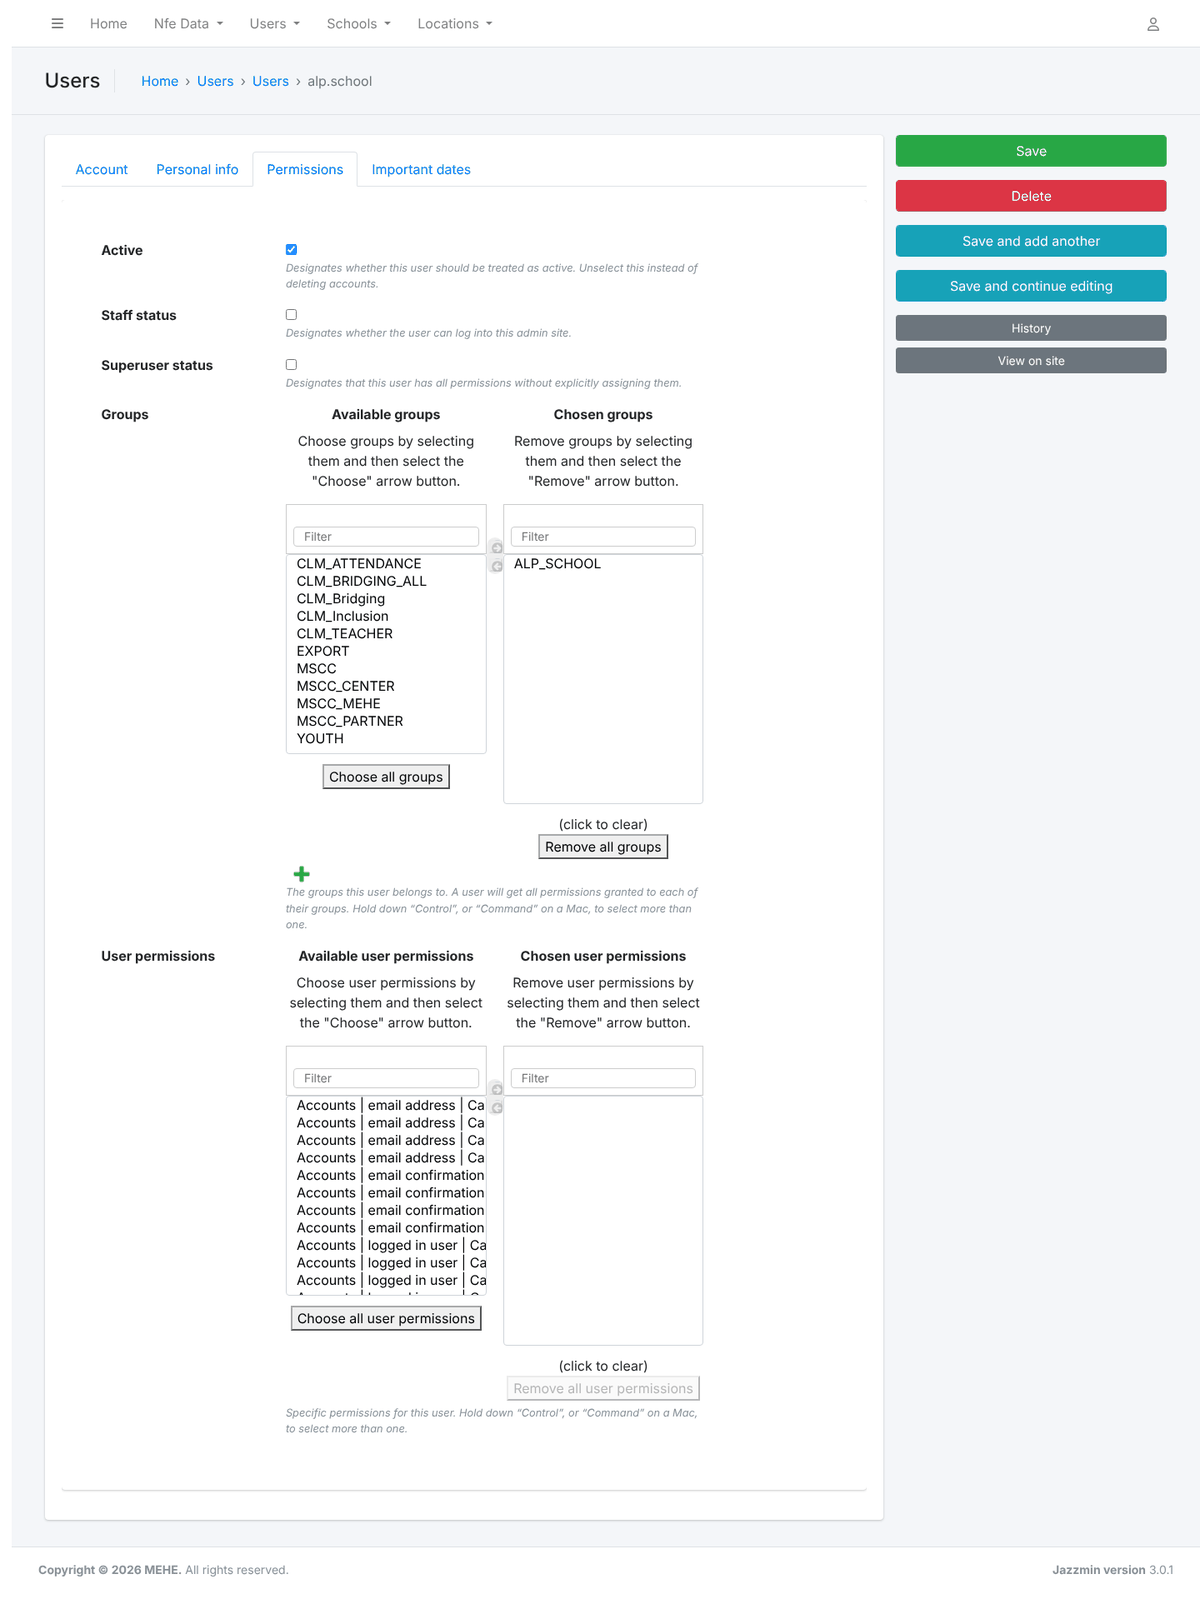 Home
Nfe Data
Users
Schools
Locations
Users
Home › Users › Users › alp.school
Account
Personal info
Permissions
Important dates
Save
Delete
Save and add another
Save and continue editing
History
View on site
Active
Designates whether this user should be treated as active. Unselect this instead of
deleting accounts.
Staff status
Designates whether the user can log into this admin site.
Superuser status
Designates that this user has all permissions without explicitly assigning them.
Groups
Available groups
Choose groups by selecting
them and then select the
"Choose" arrow button.
Filter
CLM_ATTENDANCE
CLM_BRIDGING_ALL
CLM_Bridging
CLM_Inclusion
CLM_TEACHER
EXPORT
MSCC
MSCC_CENTER
MSCC_MEHE
MSCC_PARTNER
YOUTH
Choose all groups
Chosen groups
Remove groups by selecting
them and then select the
"Remove" arrow button.
Filter
ALP_SCHOOL
(click to clear)
Remove all groups
The groups this user belongs to. A user will get all permissions granted to each of
their groups. Hold down “Control”, or “Command” on a Mac, to select more than
one.
User permissions
Available user permissions
Choose user permissions by
selecting them and then select
the "Choose" arrow button.
Filter
Accounts | email address | Ca
Accounts | email address | Ca
Accounts | email address | Ca
Accounts | email address | Ca
Accounts | email confirmation
Accounts | email confirmation
Accounts | email confirmation
Accounts | email confirmation
Accounts | logged in user | Ca
Accounts | logged in user | Ca
Accounts | logged in user | Ca
Choose all user permissions
Chosen user permissions
Remove user permissions by
selecting them and then select
the "Remove" arrow button.
Filter
(click to clear)
Remove all user permissions
Specific permissions for this user. Hold down “Control”, or “Command” on a Mac,
to select more than one.
Copyright © 2026 MEHE. All rights reserved.
Jazzmin version 3.0.1